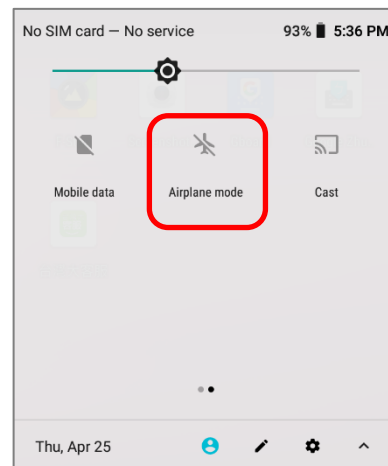 No SIM card — No service 93% 5:36 PM
Mobile data Airplane mode Cast
Thu, Apr 25